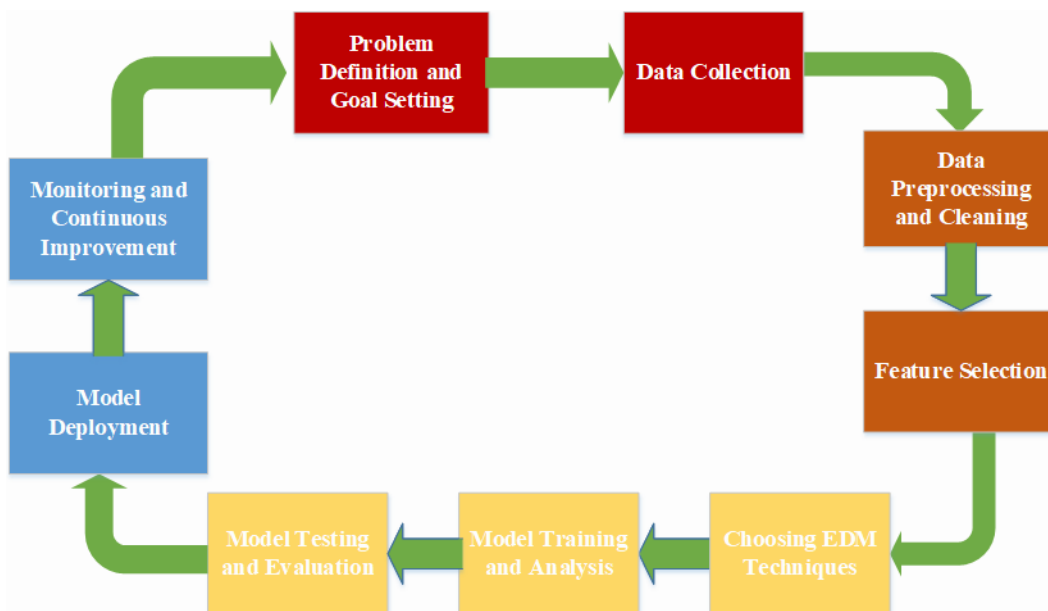 Problem
Definition and
Goal Setting
Data Collection
Data
Preprocessing
and Cleaning
Feature Selection
Choosing EDM
Techniques
Model Training
and Analysis
Model Testing
and Evaluation
Model
Deployment
Monitoring and
Continuous
Improvement